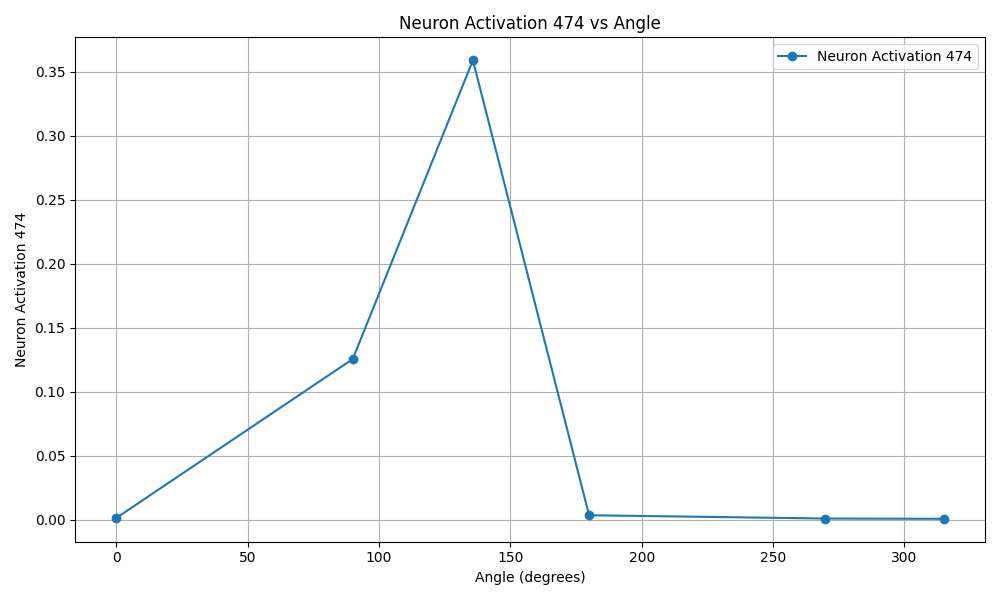 Neuron Activation 474 vs Angle
Neuron Activation 474
0.35
0.30
0.25
0.20
0.15
0.10
0.05
0.00
Neuron Activation 474
0 50 100 150 200 250 300
Angle (degrees)